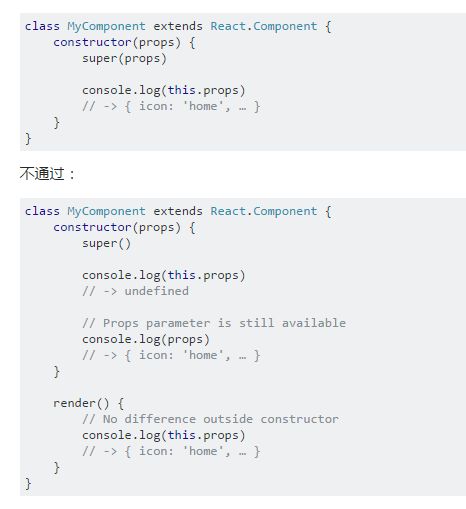 class MyComponent extends React.Component {
    constructor(props) {
        super(props)

        console.log(this.props)
        // -> { icon: 'home', … }
    }
}
不通过：
class MyComponent extends React.Component {
    constructor(props) {
        super()

        console.log(this.props)
        // -> undefined

        // Props parameter is still available
        console.log(props)
        // -> { icon: 'home', … }
    }

    render() {
        // No difference outside constructor
        console.log(this.props)
        // -> { icon: 'home', … }
    }
}